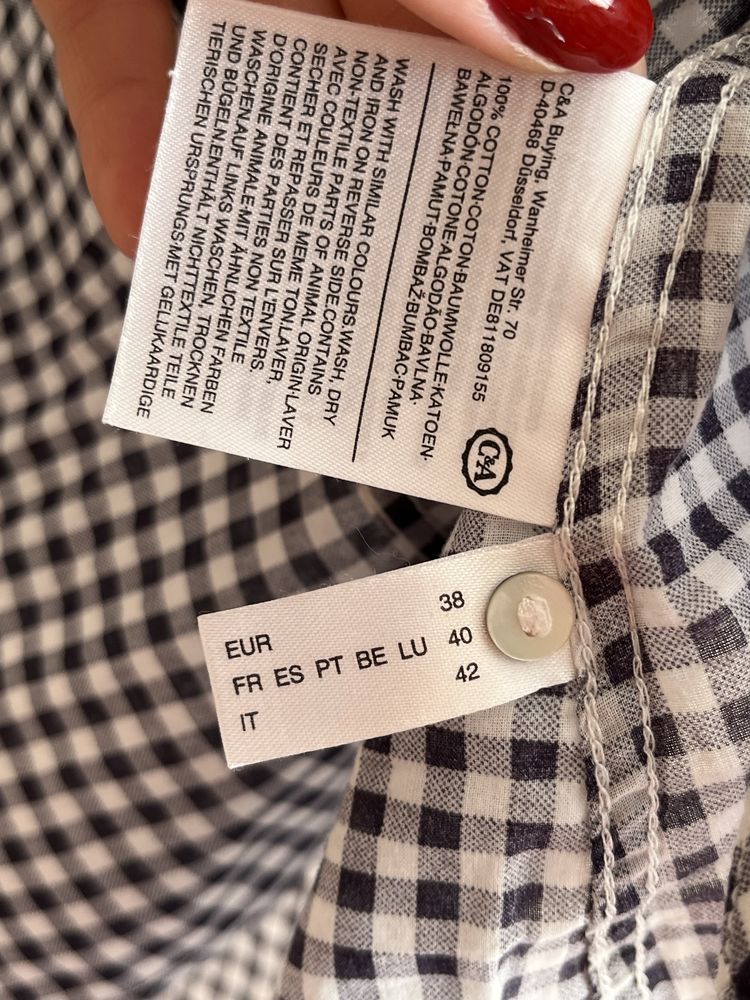 C&A Buying, Wanheimer Str. 70
D-40468 Düsseldorf, VAT DE811809155
100% COTTON·COTON·BAUMWOLLE·KATOEN·
ALGODÓN·COTONE·ALGODÃO·BAVLNA·
BAWEŁNA·PAMUT·BOMBAŽ·BUMBAC·PAMUK
C&A
WASH WITH SIMILAR COLOURS,WASH, DRY
AND IRON ON REVERSE SIDE.CONTAINS
NON-TEXTILE PARTS OF ANIMAL ORIGIN·LAVER
AVEC COULEURS DE MEME TON.LAVER,
SECHER ET REPASSER SUR L'ENVERS.
CONTIENT DES PARTIES NON TEXTILE
D'ORIGINE ANIMALE·MIT ÄHNLICHEN FARBEN
WASCHEN.AUF LINKS WASCHEN, TROCKNEN
UND BÜGELN.ENTHÄLT NICHTTEXTILE TEILE
TIERISCHEN URSPRUNGS·MET GELIJKAARDIGE
EUR 38
FR ES PT BE LU 40
IT 42